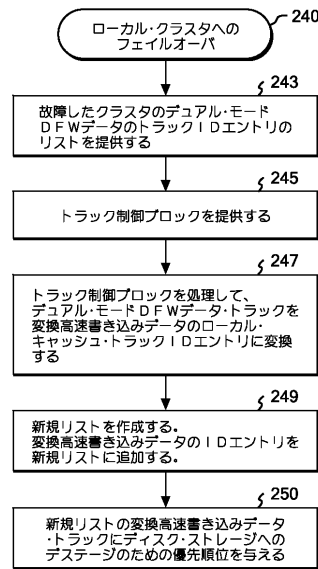 240
ローカル・クラスタへの
フェイルオーバ
243
故障したクラスタのデュアル・モード
DFWデータのトラックIDエントリの
リストを提供する
245
トラック制御ブロックを提供する
247
トラック制御ブロックを処理して、
デュアル・モードDFWデータ・トラックを
変換高速書き込みデータのローカル・
キャッシュ・トラックIDエントリに変換
する
249
新規リストを作成する.
変換高速書き込みデータのIDエントリを
新規リストに追加する.
250
新規リストの変換高速書き込みデータ
・トラックにディスク・ストレージへの
デステージのための優先順位を与える